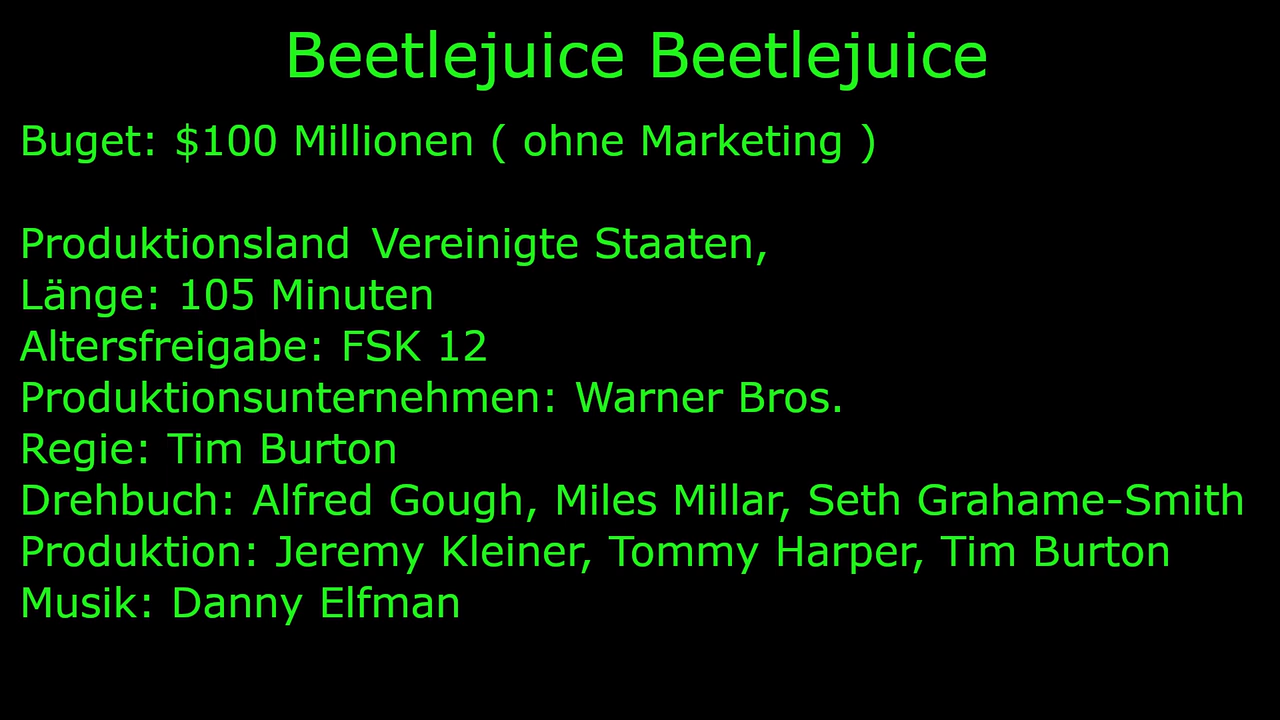 Beetlejuice Beetlejuice
Buget: $100 Millionen ( ohne Marketing )
Produktionsland Vereinigte Staaten,
Länge: 105 Minuten
Altersfreigabe: FSK 12
Produktionsunternehmen: Warner Bros.
Regie: Tim Burton
Drehbuch: Alfred Gough, Miles Millar, Seth Grahame-Smith
Produktion: Jeremy Kleiner, Tommy Harper, Tim Burton
Musik: Danny Elfman